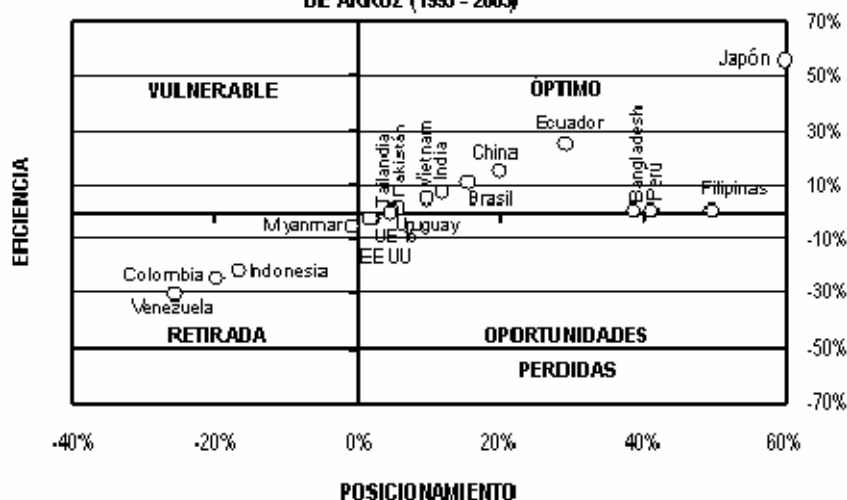 DE ARROZ (1995 - 2003)
70%
Japón
50%
VULNERABLE
ÓPTIMO
Ecuador
30%
China
Tailandia
Pakistán
Vietnam
India
Bangladesh
Perú
Filipinas
10%
Brasil
Myanmar
Uruguay
UE 15
-10%
EE UU
Colombia
Indonesia
Venezuela
-30%
RETIRADA
OPORTUNIDADES
-50%
PERDIDAS
-70%
EFICIENCIA
-40%
-20%
0%
20%
40%
60%
POSICIONAMIENTO